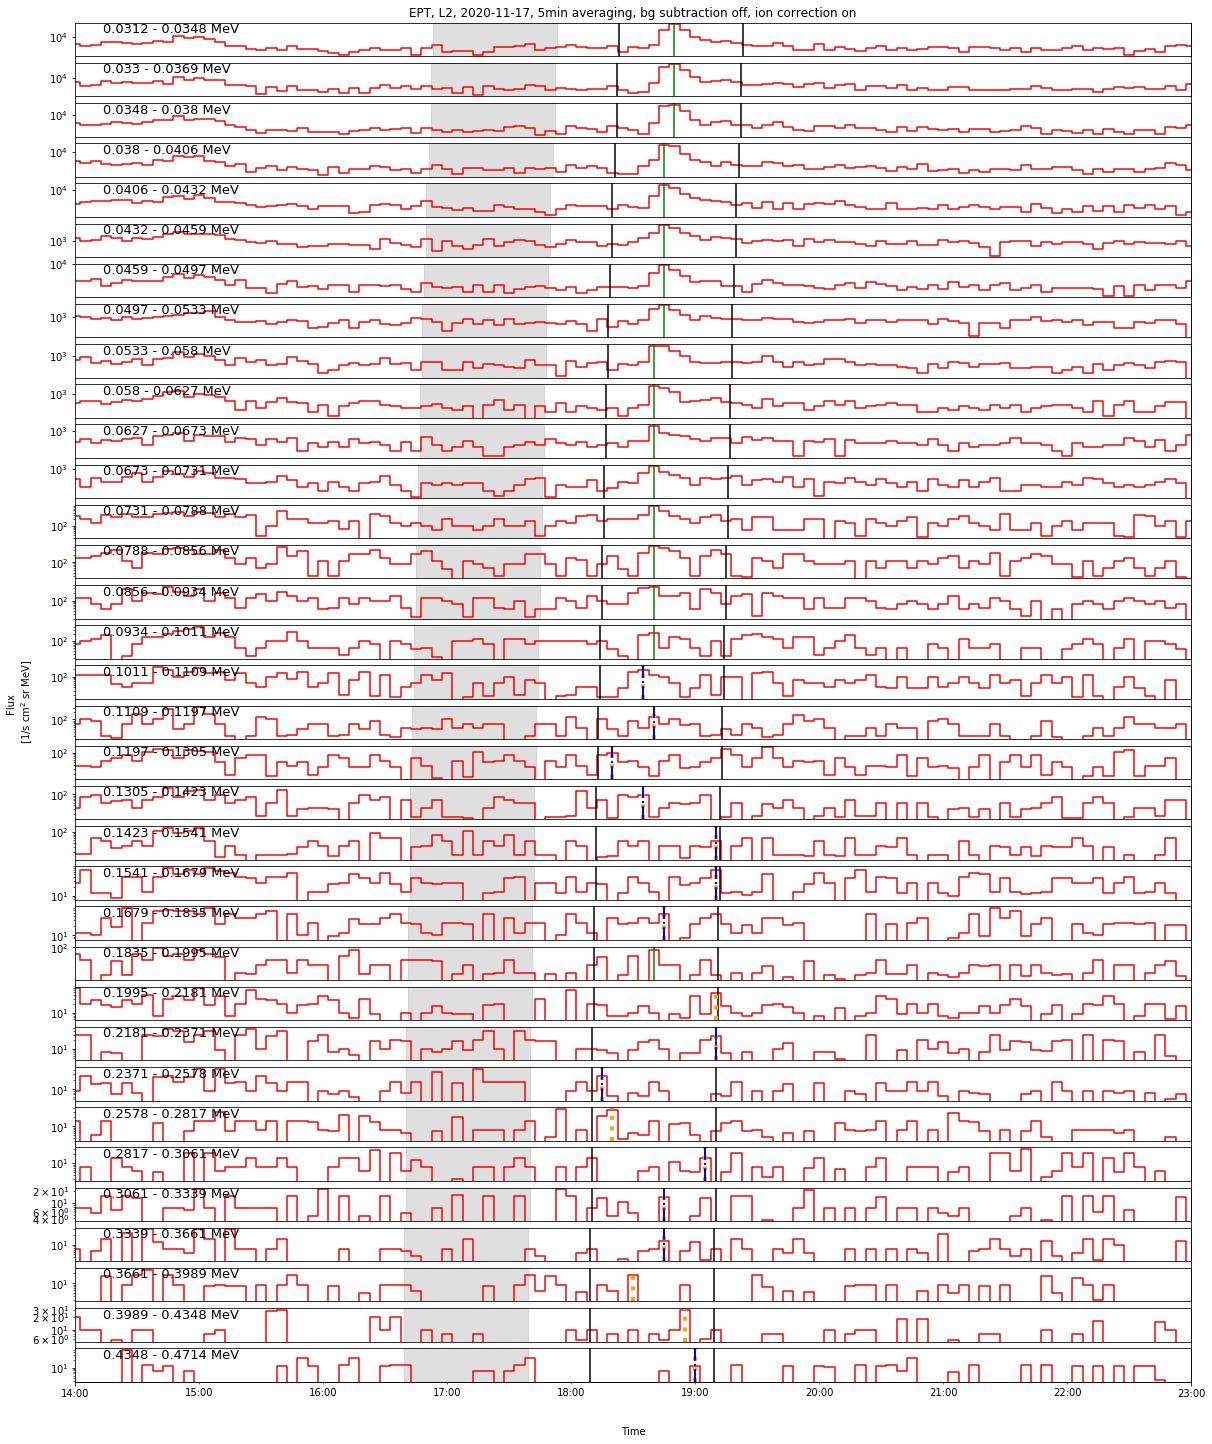 EPT, L2, 2020-11-17, 5min averaging, bg subtraction off, ion correction on
10⁴ 0.0312 - 0.0348 MeV
10⁴ 0.033 - 0.0369 MeV
10⁴ 0.0348 - 0.038 MeV
10⁴ 0.038 - 0.0406 MeV
10⁴ 0.0406 - 0.0432 MeV
10³ 0.0432 - 0.0459 MeV
10⁴ 0.0459 - 0.0497 MeV
10³ 0.0497 - 0.0533 MeV
10³ 0.0533 - 0.058 MeV
10³ 0.058 - 0.0627 MeV
10³ 0.0627 - 0.0673 MeV
10³ 0.0673 - 0.0731 MeV
10² 0.0731 - 0.0788 MeV
10² 0.0788 - 0.0856 MeV
10² 0.0856 - 0.0934 MeV
10² 0.0934 - 0.1011 MeV
10² 0.1011 - 0.1109 MeV
10² 0.1109 - 0.1197 MeV
10² 0.1197 - 0.1305 MeV
10² 0.1305 - 0.1423 MeV
10² 0.1423 - 0.1541 MeV
10¹ 0.1541 - 0.1679 MeV
10¹ 0.1679 - 0.1835 MeV
10² 0.1835 - 0.1995 MeV
10¹ 0.1995 - 0.2181 MeV
10¹ 0.2181 - 0.2371 MeV
10¹ 0.2371 - 0.2578 MeV
10¹ 0.2578 - 0.2817 MeV
10¹ 0.2817 - 0.3061 MeV
2 × 10¹ 0.3061 - 0.3339 MeV
10¹
6 × 10⁰
4 × 10⁰
10¹ 0.3339 - 0.3661 MeV
10¹ 0.3661 - 0.3989 MeV
3 × 10¹ 0.3989 - 0.4348 MeV
2 × 10¹
10¹
6 × 10⁰
10¹ 0.4348 - 0.4714 MeV
14:00 15:00 16:00 17:00 18:00 19:00 20:00 21:00 22:00 23:00
Time
Flux
[1/s cm² sr MeV]